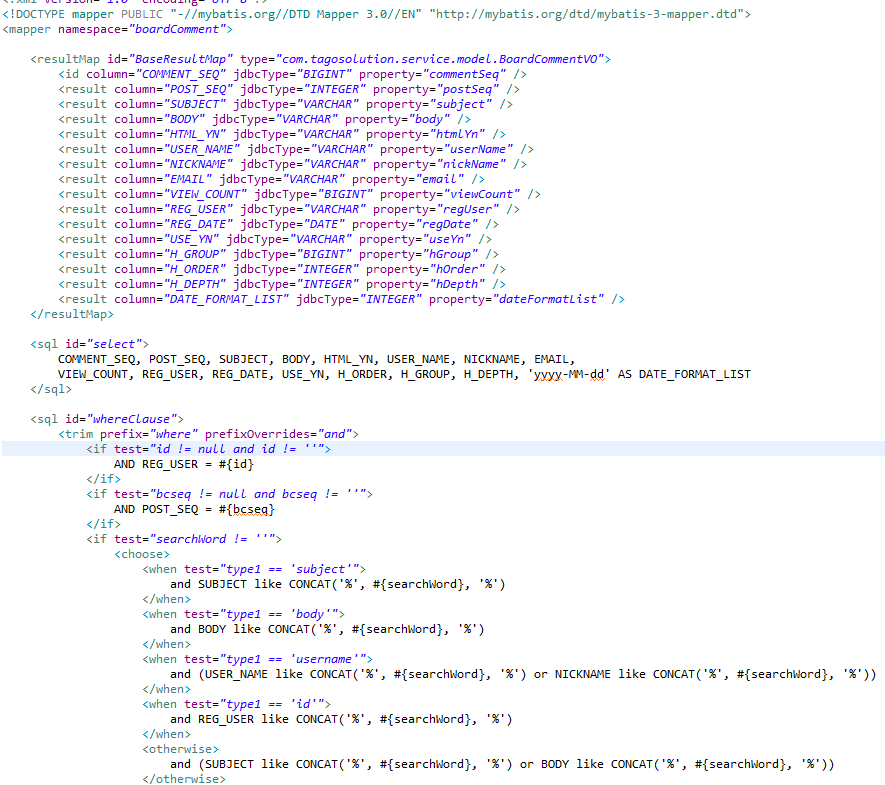 <?xml version="1.0" encoding="UTF-8"?>
<!DOCTYPE mapper PUBLIC "-//mybatis.org//DTD Mapper 3.0//EN" "http://mybatis.org/dtd/mybatis-3-mapper.dtd">
<mapper namespace="boardComment">
<resultMap id="BaseResultMap" type="com.tagosolution.service.model.BoardCommentVO">
<id column="COMMENT_SEQ" jdbcType="BIGINT" property="commentSeq" />
<result column="POST_SEQ" jdbcType="INTEGER" property="postSeq" />
<result column="SUBJECT" jdbcType="VARCHAR" property="subject" />
<result column="BODY" jdbcType="VARCHAR" property="body" />
<result column="HTML_YN" jdbcType="VARCHAR" property="htmlYn" />
<result column="USER_NAME" jdbcType="VARCHAR" property="userName" />
<result column="NICKNAME" jdbcType="VARCHAR" property="nickName" />
<result column="EMAIL" jdbcType="VARCHAR" property="email" />
<result column="VIEW_COUNT" jdbcType="BIGINT" property="viewCount" />
<result column="REG_USER" jdbcType="VARCHAR" property="regUser" />
<result column="REG_DATE" jdbcType="DATE" property="regDate" />
<result column="USE_YN" jdbcType="VARCHAR" property="useYn" />
<result column="H_GROUP" jdbcType="BIGINT" property="hGroup" />
<result column="H_ORDER" jdbcType="INTEGER" property="hOrder" />
<result column="H_DEPTH" jdbcType="INTEGER" property="hDepth" />
<result column="DATE_FORMAT_LIST" jdbcType="INTEGER" property="dateFormatList" />
</resultMap>
<sql id="select">
COMMENT_SEQ, POST_SEQ, SUBJECT, BODY, HTML_YN, USER_NAME, NICKNAME, EMAIL,
VIEW_COUNT, REG_USER, REG_DATE, USE_YN, H_ORDER, H_GROUP, H_DEPTH, 'yyyy-MM-dd' AS DATE_FORMAT_LIST
</sql>
<sql id="whereClause">
<trim prefix="where" prefixOverrides="and">
<if test="id != null and id != ''">
AND REG_USER = #{id}
</if>
<if test="bcseq != null and bcseq != ''">
AND POST_SEQ = #{bcseq}
</if>
<if test="searchWord != ''">
<choose>
<when test="type1 == 'subject'">
and SUBJECT like CONCAT('%', #{searchWord}, '%')
</when>
<when test="type1 == 'body'">
and BODY like CONCAT('%', #{searchWord}, '%')
</when>
<when test="type1 == 'username'">
and (USER_NAME like CONCAT('%', #{searchWord}, '%') or NICKNAME like CONCAT('%', #{searchWord}, '%'))
</when>
<when test="type1 == 'id'">
and REG_USER like CONCAT('%', #{searchWord}, '%')
</when>
<otherwise>
and (SUBJECT like CONCAT('%', #{searchWord}, '%') or BODY like CONCAT('%', #{searchWord}, '%'))
</otherwise>